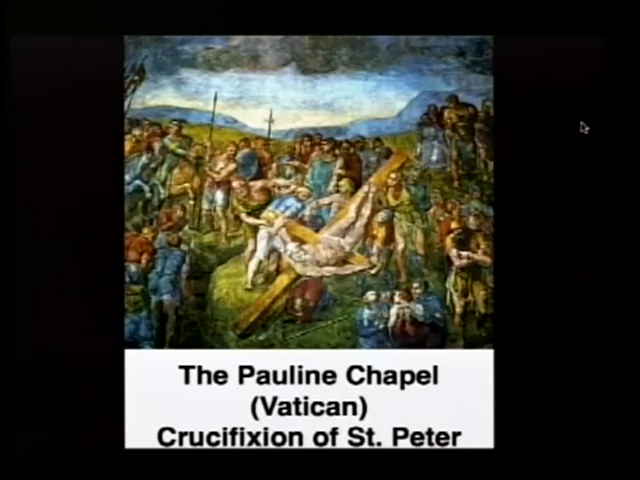 The Pauline Chapel
(Vatican)
Crucifixion of St. Peter